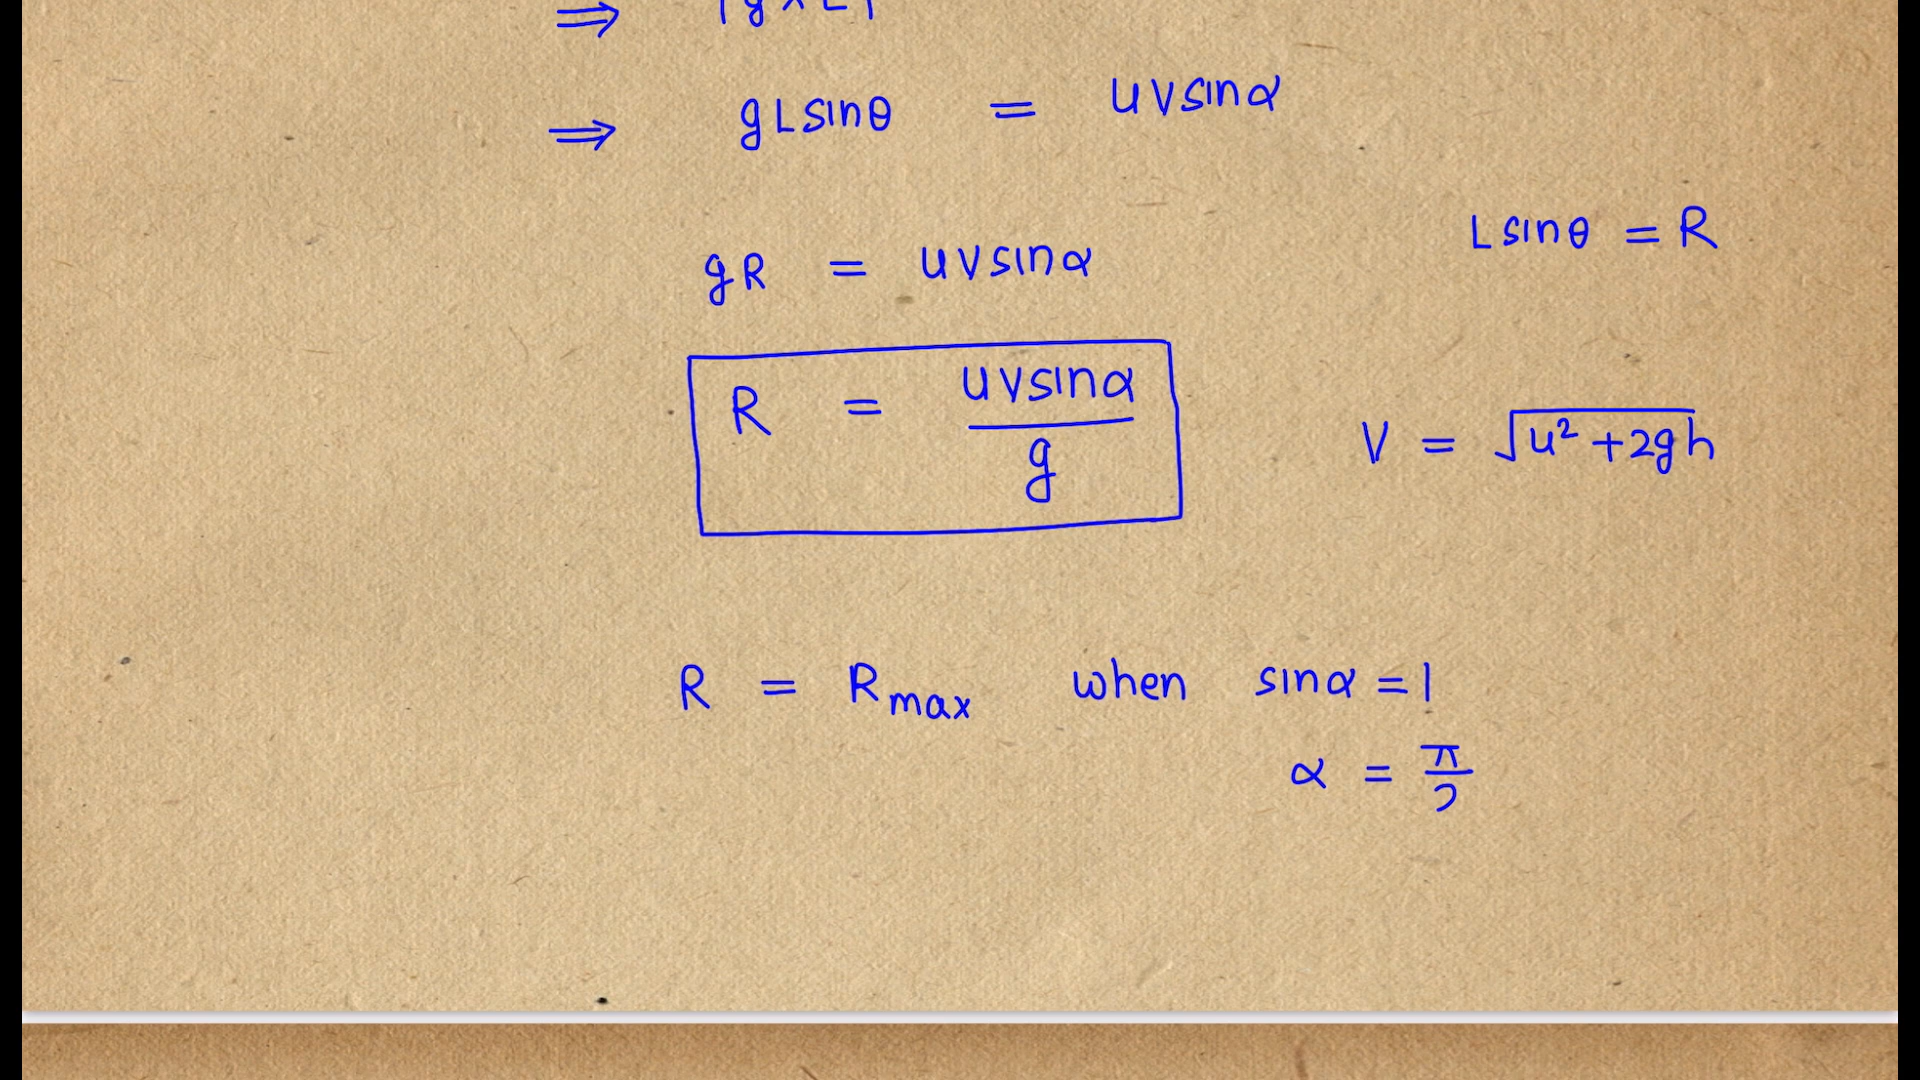 ⇒ |g × L|
⇒ gLsinθ = uvsinα
Lsinθ = R
gR = uvsinα
R = uvsinα / g
V = √u² + 2gh
R = Rmax when sinα = 1
α = π/2